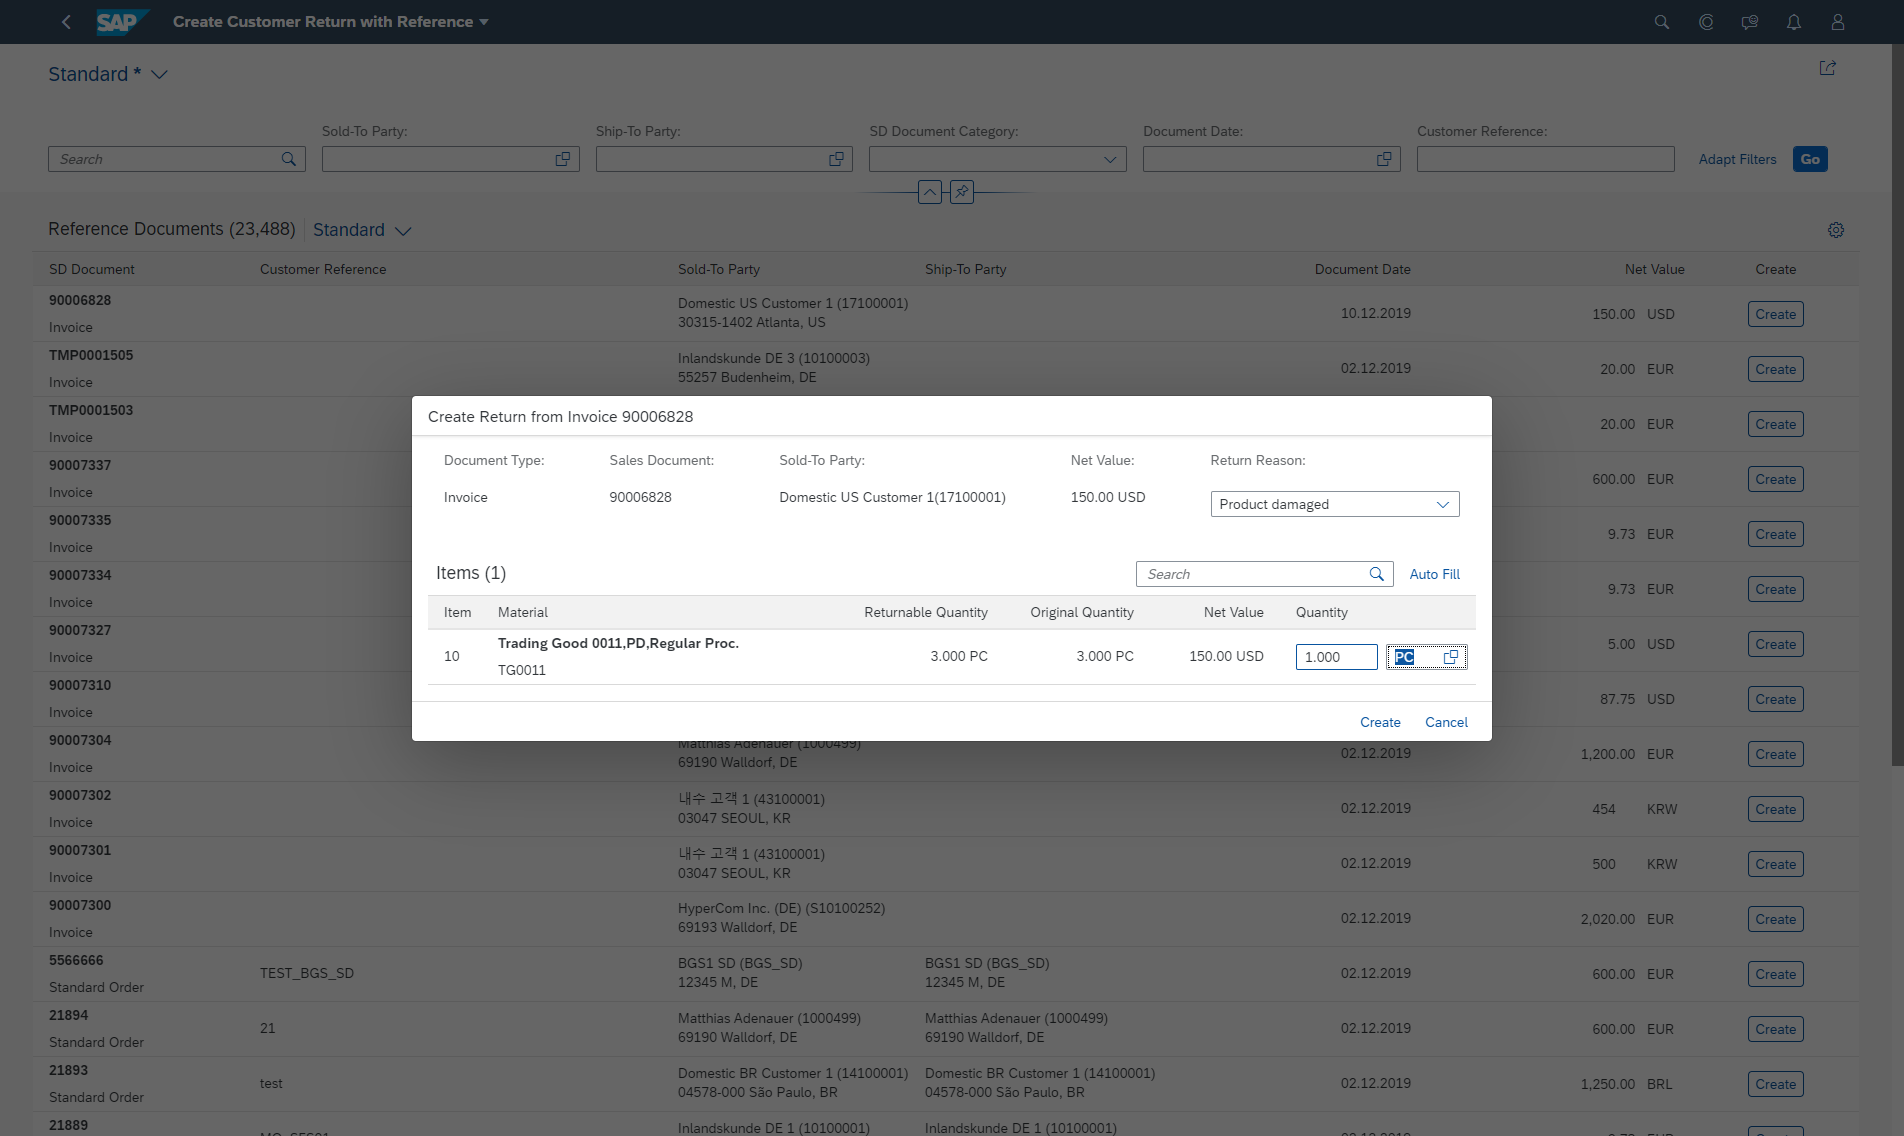 SAP Create Customer Return with Reference
Standard *
Sold-To Party: Ship-To Party: SD Document Category: Document Date: Customer Reference:
Search Adapt Filters Go
Reference Documents (23,488) Standard
SD Document Customer Reference Sold-To Party Ship-To Party Document Date Net Value Create
90006828
Invoice
Domestic US Customer 1 (17100001)
30315-1402 Atlanta, US
10.12.2019 150.00 USD Create
TMP0001505
Invoice
Inlandskunde DE 3 (10100003)
55257 Budenheim, DE
02.12.2019 20.00 EUR Create
TMP0001503
Invoice
20.00 EUR Create
90007337
Invoice
600.00 EUR Create
90007335
Invoice
9.73 EUR Create
90007334
Invoice
9.73 EUR Create
90007327
Invoice
5.00 USD Create
90007310
Invoice
87.75 USD Create
Create Return from Invoice 90006828
Document Type: Sales Document: Sold-To Party: Net Value: Return Reason:
Invoice 90006828 Domestic US Customer 1(17100001) 150.00 USD Product damaged
Items (1) Search Auto Fill
Item Material Returnable Quantity Original Quantity Net Value Quantity
10
Trading Good 0011,PD,Regular Proc.
TG0011
3.000 PC 3.000 PC 150.00 USD 1.000 PC
Create Cancel
90007304
Invoice
Matthias Adenauer (1000499)
69190 Walldorf, DE
02.12.2019 1,200.00 EUR Create
90007302
Invoice
내수 고객 1 (43100001)
03047 SEOUL, KR
02.12.2019 454 KRW Create
90007301
Invoice
내수 고객 1 (43100001)
03047 SEOUL, KR
02.12.2019 500 KRW Create
90007300
Invoice
HyperCom Inc. (DE) (S10100252)
69193 Walldorf, DE
02.12.2019 2,020.00 EUR Create
5566666
Standard Order
TEST_BGS_SD
BGS1 SD (BGS_SD)
12345 M, DE
BGS1 SD (BGS_SD)
12345 M, DE
02.12.2019 600.00 EUR Create
21894
Standard Order
21
Matthias Adenauer (1000499)
69190 Walldorf, DE
Matthias Adenauer (1000499)
69190 Walldorf, DE
02.12.2019 600.00 EUR Create
21893
Standard Order
test
Domestic BR Customer 1 (14100001)
04578-000 São Paulo, BR
Domestic BR Customer 1 (14100001)
04578-000 São Paulo, BR
02.12.2019 1,250.00 BRL Create
21889
Inlandskunde DE 1 (10100001) Inlandskunde DE 1 (10100001)